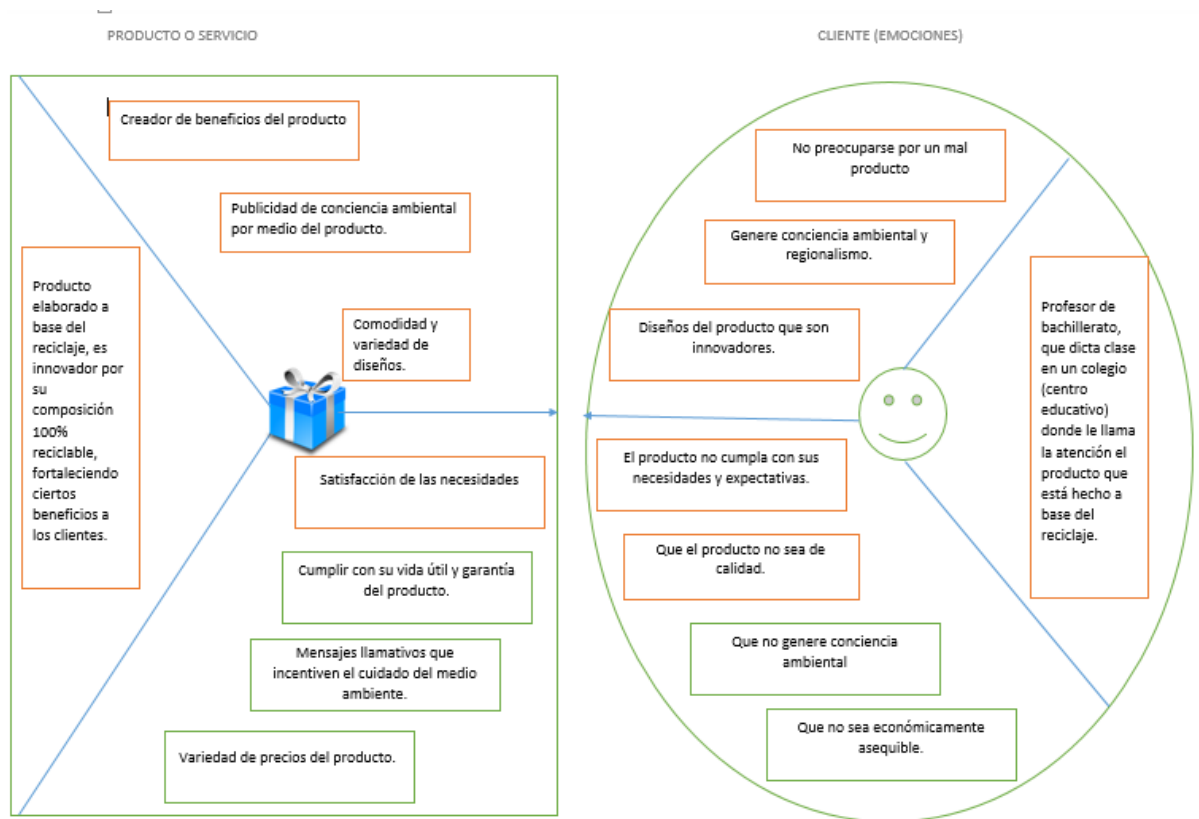 PRODUCTO O SERVICIO
CLIENTE (EMOCIONES)
Creador de beneficios del producto
Publicidad de conciencia ambiental
por medio del producto.
Producto
elaborado a
base del
reciclaje, es
innovador por
su
composición
100%
reciclable,
fortaleciendo
ciertos
beneficios a
los clientes.
Comodidad y
variedad de
diseños.
Satisfacción de las necesidades
Cumplir con su vida útil y garantía
del producto.
Mensajes llamativos que
incentiven el cuidado del medio
ambiente.
Variedad de precios del producto.
No preocuparse por un mal
producto
Genere conciencia ambiental y
regionalismo.
Diseños del producto que son
innovadores.
El producto no cumpla con sus
necesidades y expectativas.
Que el producto no sea de
calidad.
Que no genere conciencia
ambiental
Que no sea económicamente
asequible.
Profesor de
bachillerato,
que dicta clase
en un colegio
(centro
educativo)
donde le llama
la atención el
producto que
está hecho a
base del
reciclaje.